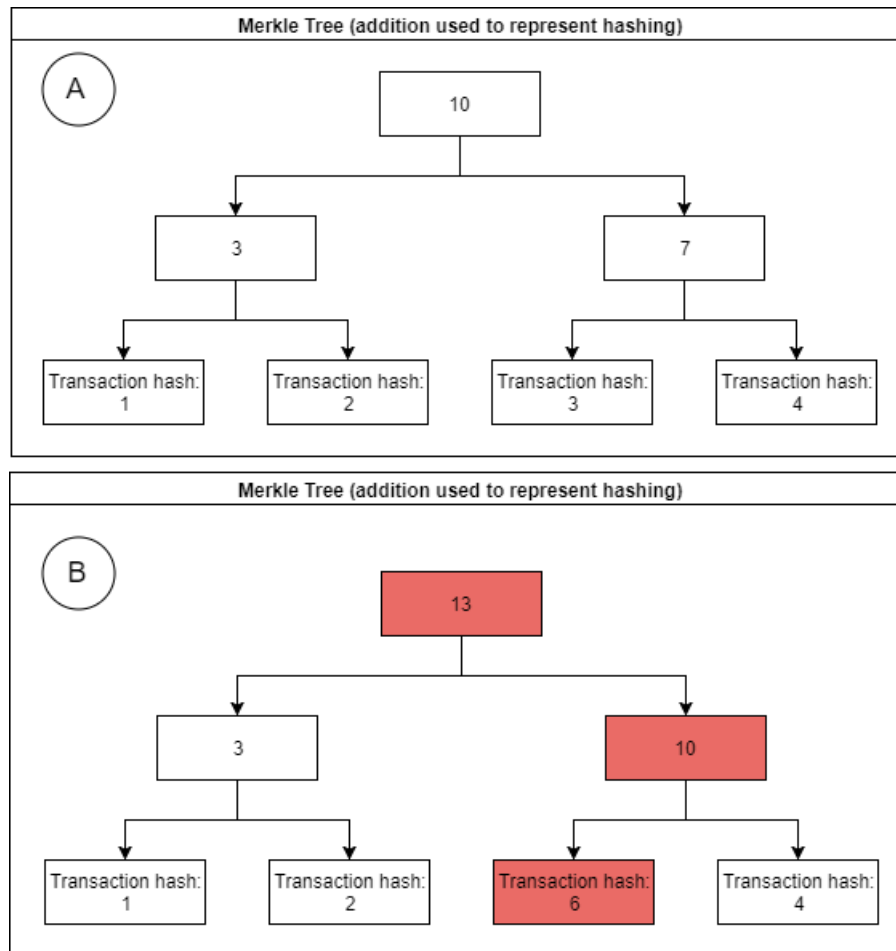 Merkle Tree (addition used to represent hashing)
A
10
3
7
Transaction hash:
1
Transaction hash:
2
Transaction hash:
3
Transaction hash:
4
Merkle Tree (addition used to represent hashing)
B
13
3
10
Transaction hash:
1
Transaction hash:
2
Transaction hash:
6
Transaction hash:
4